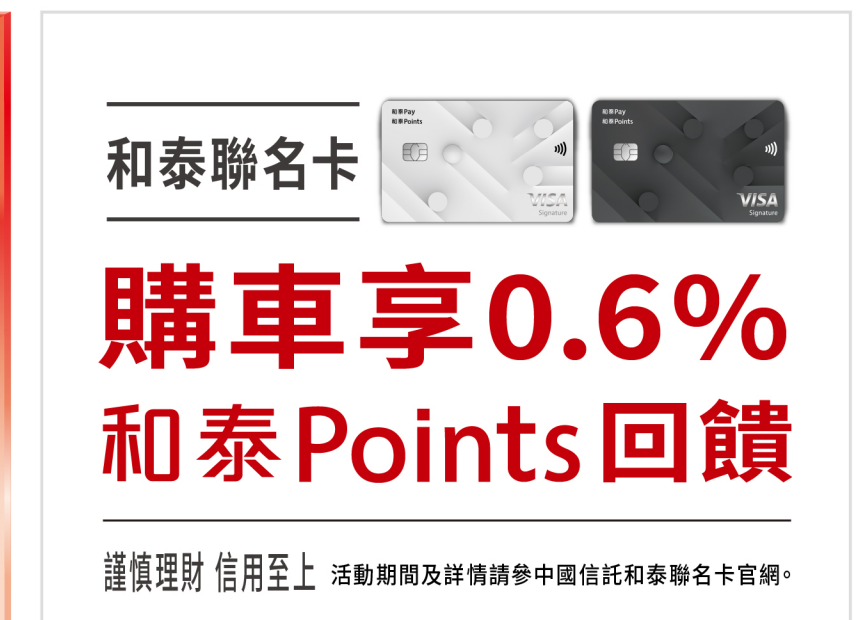 和泰聯名卡
和泰Pay
和泰Points
VISA
Signature
和泰Pay
和泰Points
VISA
Signature
購車享0.6%
和泰Points回饋
謹慎理財 信用至上 活動期間及詳情請參中國信託和泰聯名卡官網。